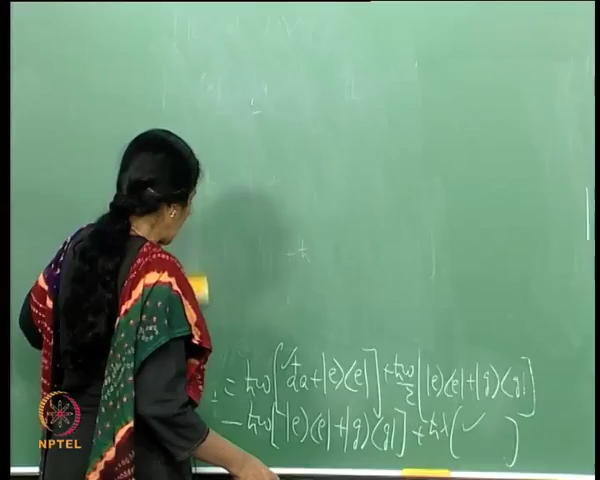 +ħ
= ħω[a†a+|e⟩⟨e|] + ħω/2 [|e⟩⟨e|+|g⟩⟨g|]
-ħω[|e⟩⟨e|+|g⟩⟨g|] + ħλ( ✓ )
NPTEL